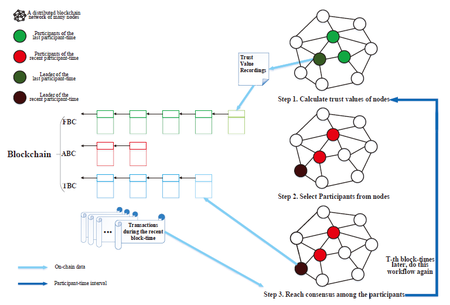 A distributed blockchain
network of many nodes
Participants of the
last participant-time
Participants of the
recent participant-time
Leader of the
last participant-time
Leader of the
recent participant-time
Trust
Value
Recordings
Step 1. Calculate trust values of nodes
Blockchain
ABC
TBC
Step 2. Select Participants from nodes
Transactions
during the recent
block-time
...
T-th block-times
later, do this
workflow again
On-chain data
Participant-time interval
Step 3. Reach consensus among the participants